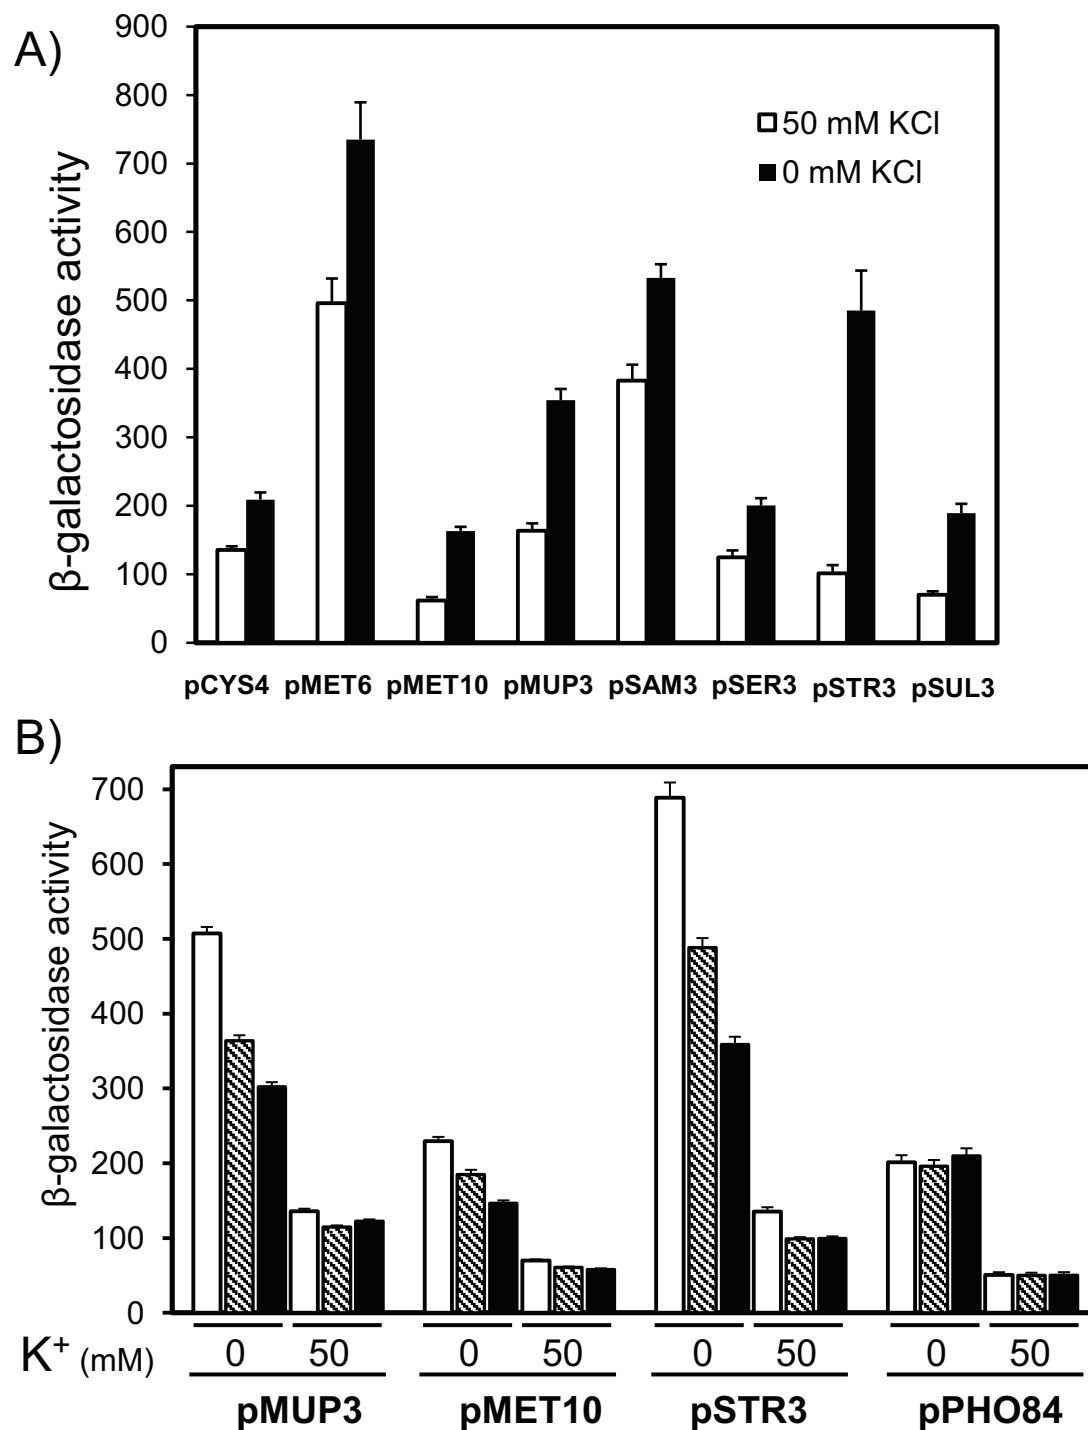 A)
β-galactosidase activity
900
800
700
600
500
400
300
200
100
0
50 mM KCl
0 mM KCl
pCYS4 pMET6 pMET10 pMUP3 pSAM3 pSER3 pSTR3 pSUL3
B)
β-galactosidase activity
700
600
500
400
300
200
100
0
K⁺ (mM) 0 50 0 50 0 50 0 50
pMUP3 pMET10 pSTR3 pPHO84